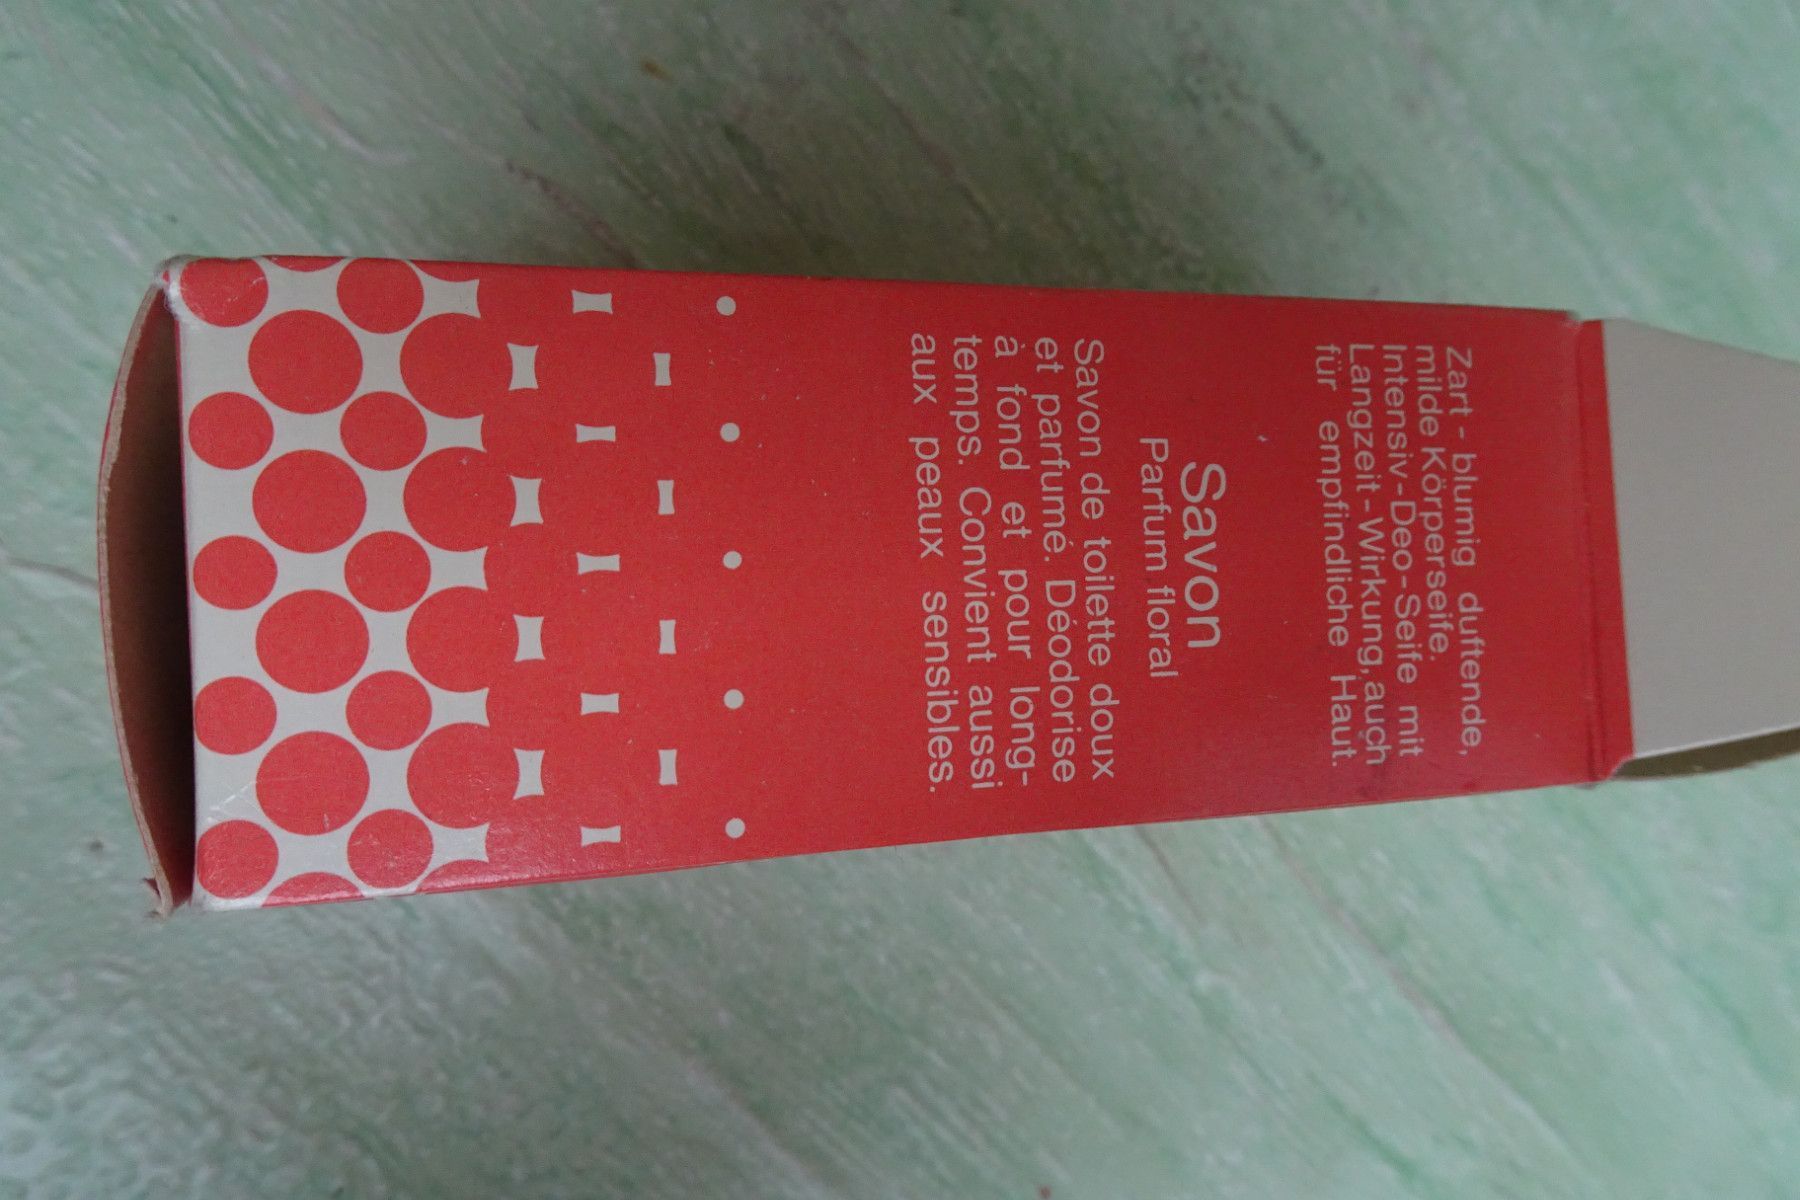 Zart - blumig duftende,
milde Körperseife.
Intensiv-Deo-Seife mit
Langzeit-Wirkung, auch
für empfindliche Haut.
Savon
Parfum floral
Savon de toilette doux
et parfumé. Déodorise
à fond et pour long-
temps. Convient aussi
aux peaux sensibles.